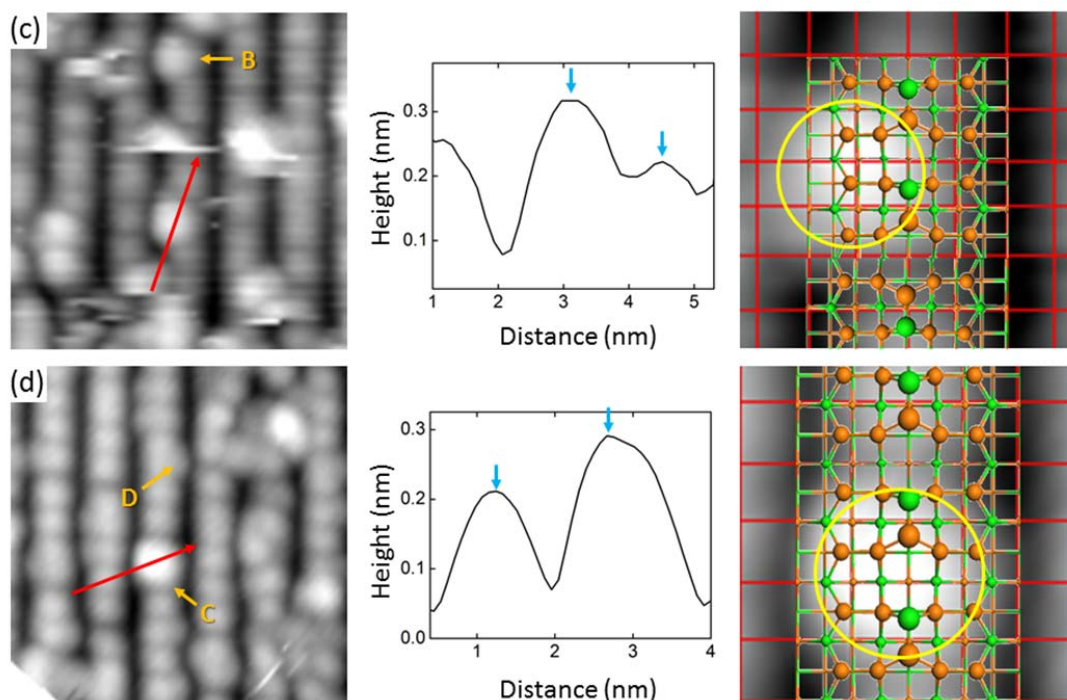 (c)
B
Height (nm)
0.3
0.2
0.1
1 2 3 4 5
Distance (nm)
(d)
D
C
Height (nm)
0.3
0.2
0.1
0.0
1 2 3 4
Distance (nm)